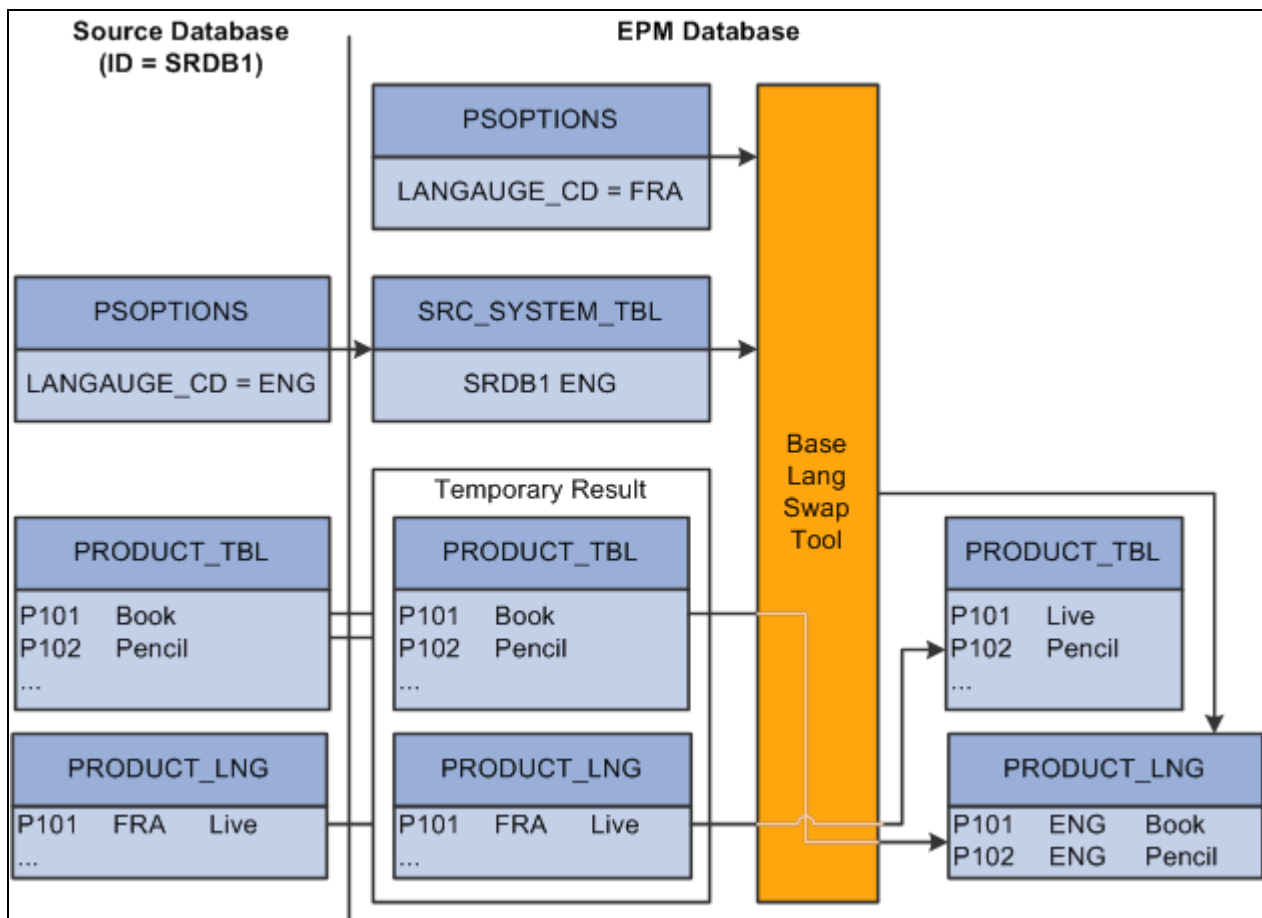 Source Database
(ID = SRDB1)
EPM Database
PSOPTIONS
LANGAUGE_CD = FRA
PSOPTIONS
LANGAUGE_CD = ENG
SRC_SYSTEM_TBL
SRDB1 ENG
Base
Lang
Swap
Tool
Temporary Result
PRODUCT_TBL
P101 Book
P102 Pencil
...
PRODUCT_TBL
P101 Book
P102 Pencil
...
PRODUCT_TBL
P101 Live
P102 Pencil
...
PRODUCT_LNG
P101 FRA Live
...
PRODUCT_LNG
P101 FRA Live
...
PRODUCT_LNG
P101 ENG Book
P102 ENG Pencil